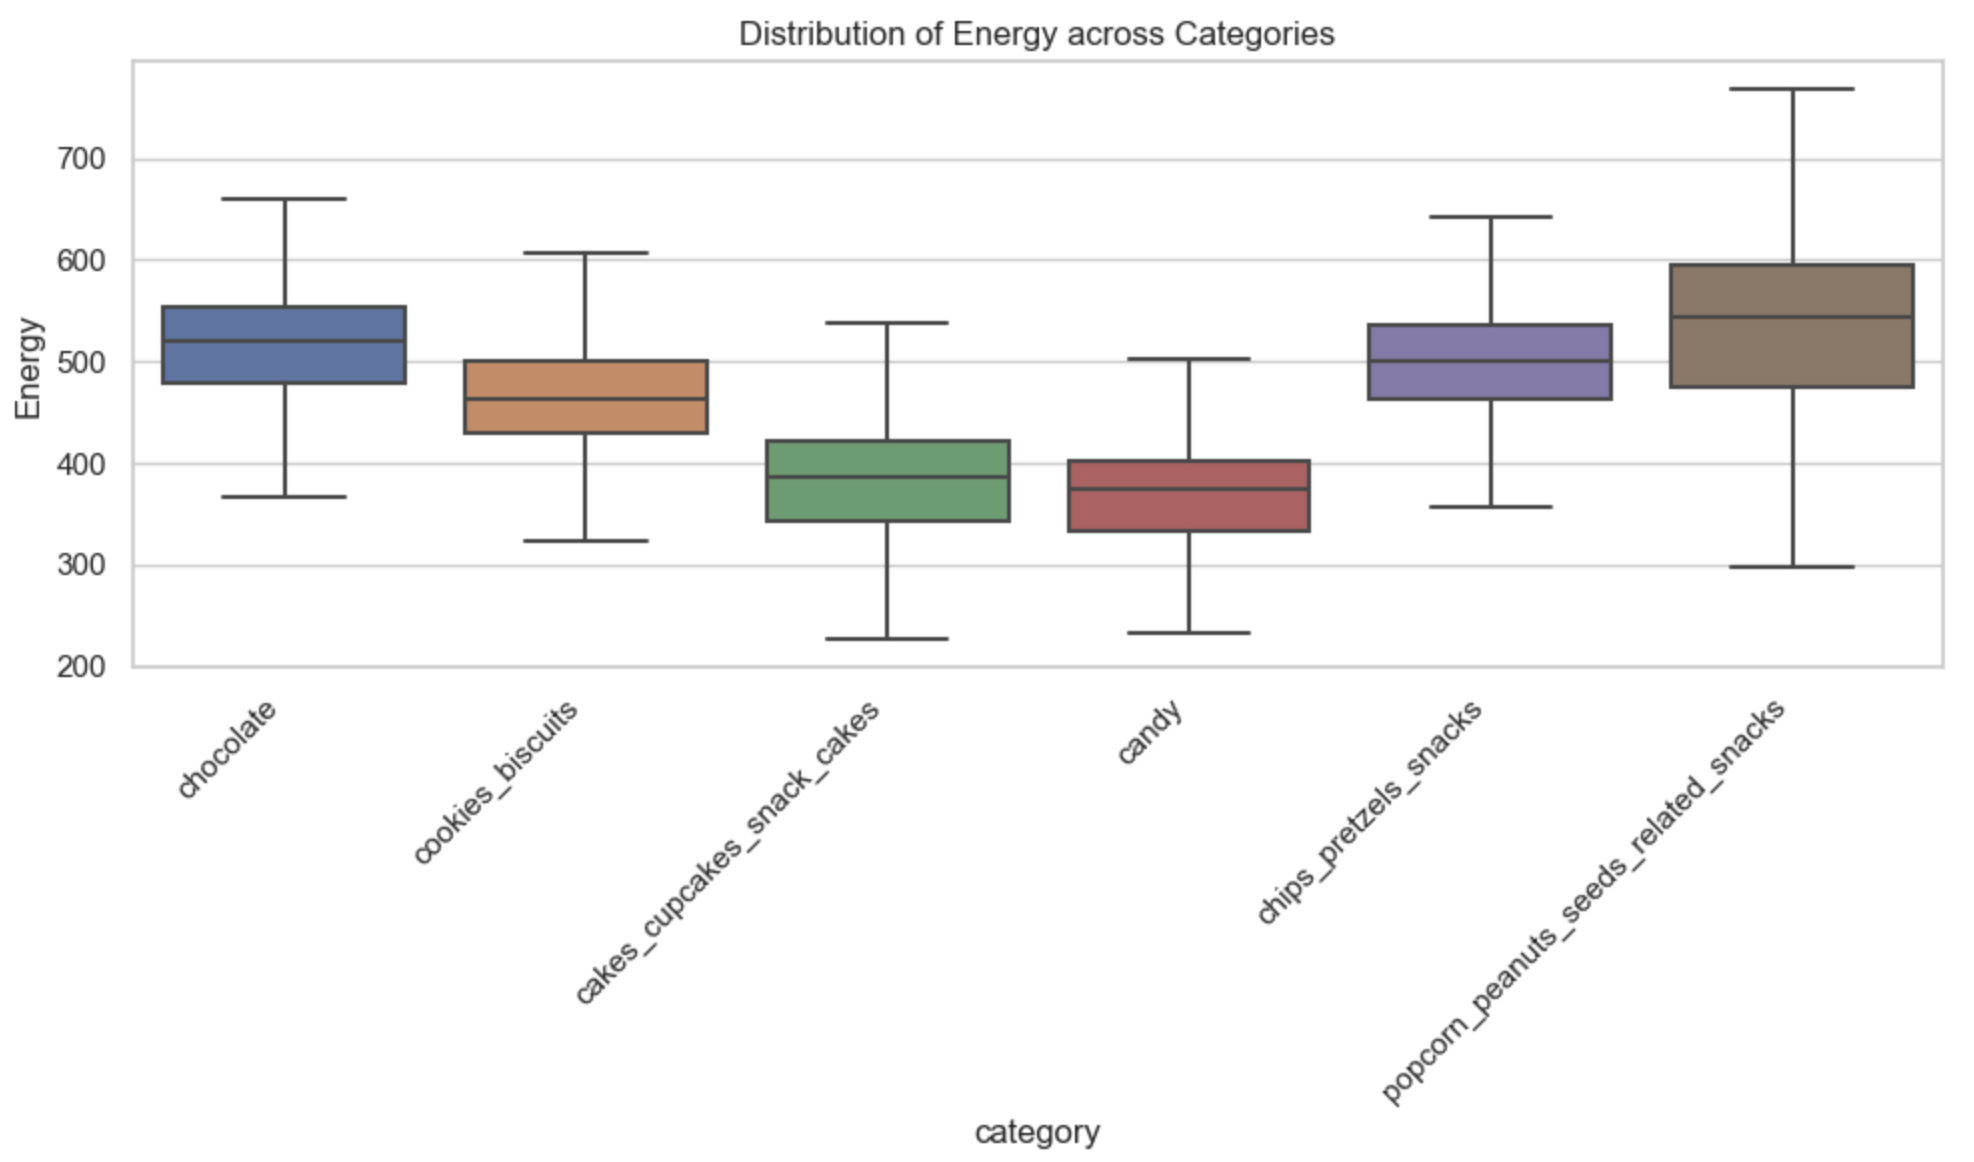 Distribution of Energy across Categories
Energy
700
600
500
400
300
200
chocolate
cookies_biscuits
cakes_cupcakes_snack_cakes
candy
chips_pretzels_snacks
popcorn_peanuts_seeds_related_snacks
category